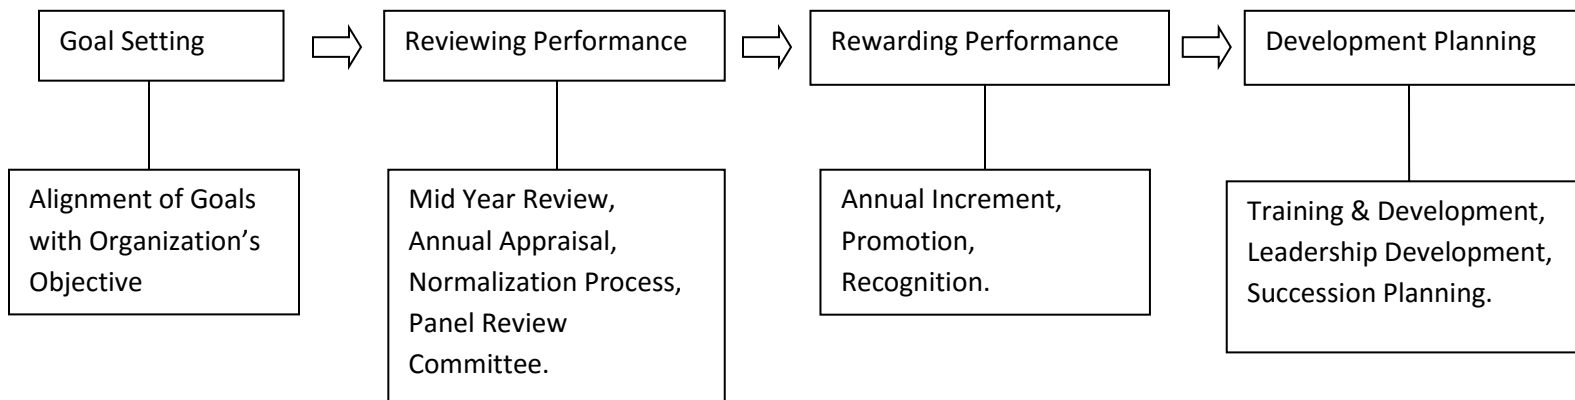 Goal Setting
Reviewing Performance
Rewarding Performance
Development Planning
Alignment of Goals
with Organization’s
Objective
Mid Year Review,
Annual Appraisal,
Normalization Process,
Panel Review
Committee.
Annual Increment,
Promotion,
Recognition.
Training & Development,
Leadership Development,
Succession Planning.